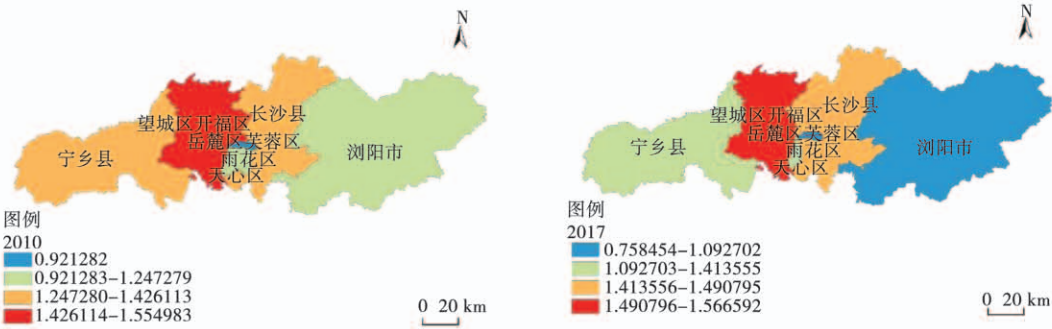 N
长沙县
望城区开福区
岳麓区芙蓉区
宁乡县
雨花区
浏阳市
天心区
图例
2010
0.921282
0.921283-1.247279
1.247280-1.426113
1.426114-1.554983
0 20 km
N
长沙县
望城区开福区
岳麓区芙蓉区
宁乡县
雨花区
浏阳市
天心区
图例
2017
0.758454-1.092702
1.092703-1.413555
1.413556-1.490795
1.490796-1.566592
0 20 km